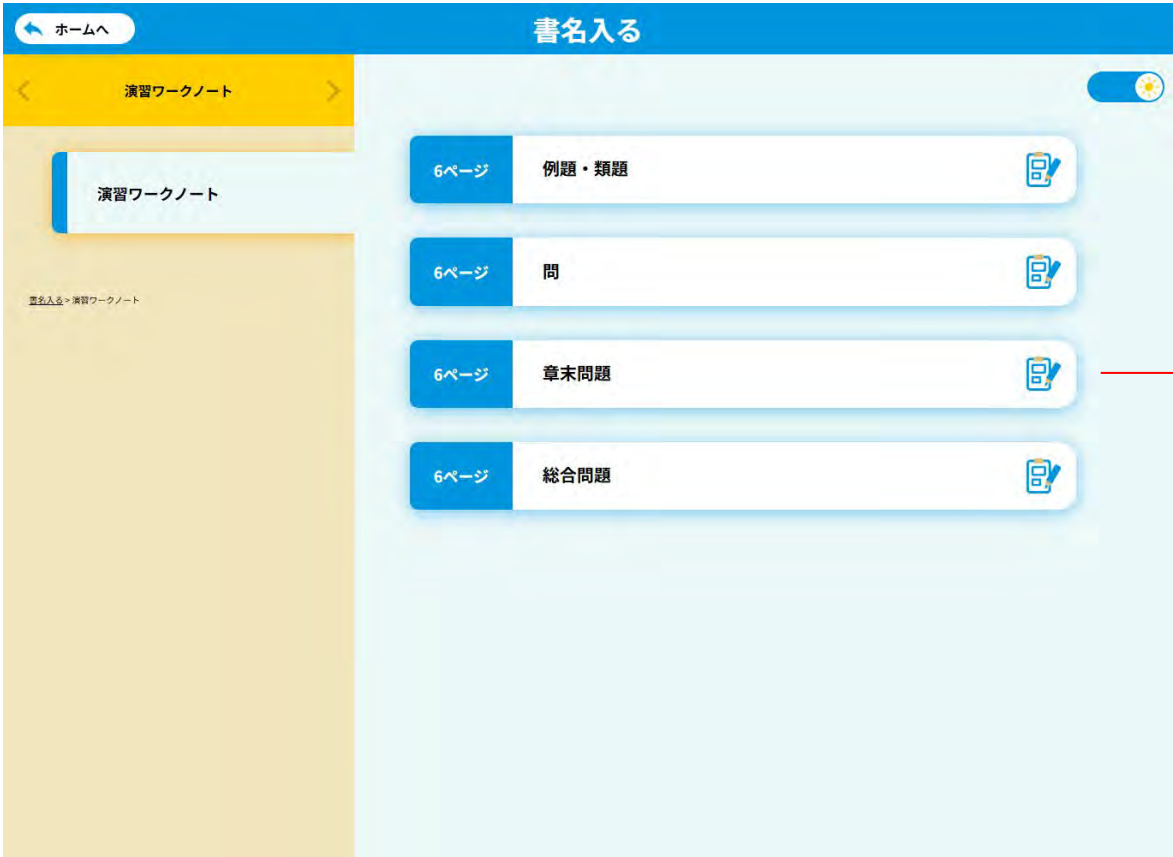 ホームへ
書名入る
演習ワークノート
演習ワークノート
書名入る > 演習ワークノート
6ページ 例題・類題
6ページ 問
6ページ 章末問題
6ページ 総合問題